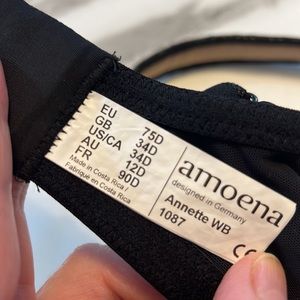 EU 75D
GB 34D
US/CA 34D
AU 12D
FR 90D
Made in Costa Rica /
Fabriqué en Costa Rica
amoena
designed in Germany
Annette WB
1087
CE